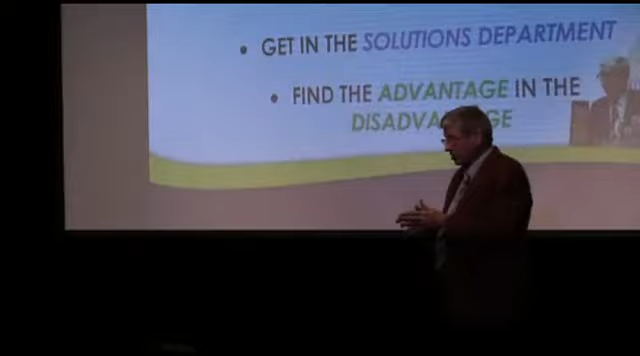 • GET IN THE SOLUTIONS DEPARTMENT
• FIND THE ADVANTAGE IN THE